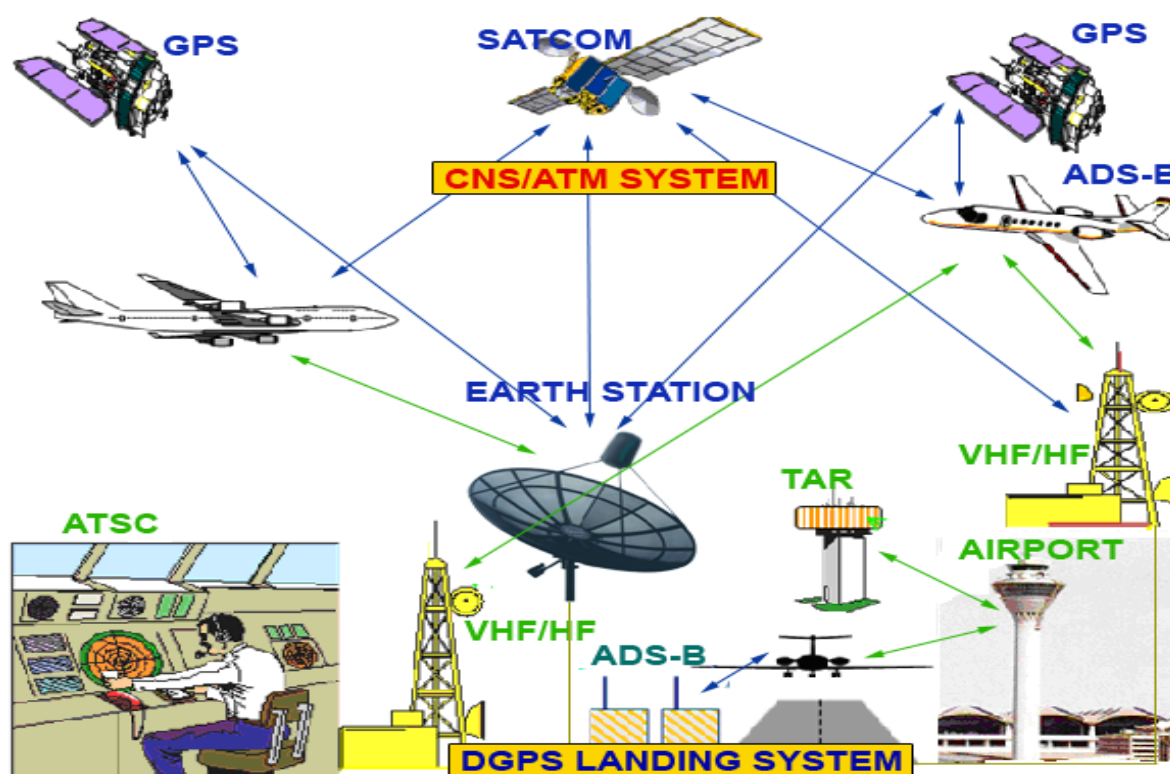 GPS
SATCOM
GPS
CNS/ATM SYSTEM
ADS-B
EARTH STATION
VHF/HF
TAR
ATSC
AIRPORT
VHF/HF
ADS-B
DGPS LANDING SYSTEM